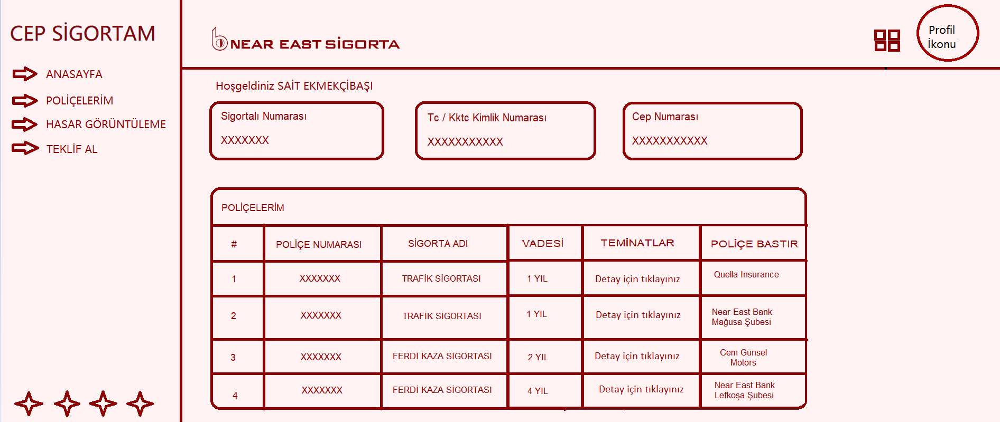 CEP SİGORTAM
ANASAYFA
POLİÇELERİM
HASAR GÖRÜNTÜLEME
TEKLİF AL
NEAR EAST SİGORTA
Profil
İkonu
Hoşgeldiniz SAİT EKMEKÇİBAŞI
Sigortalı Numarası
XXXXXXX
Tc / Kktc Kimlik Numarası
XXXXXXXXXXX
Cep Numarası
XXXXXXXXXXX
POLİÇELERİM
# POLİÇE NUMARASI SİGORTA ADI VADESİ TEMİNATLAR POLİÇE BASTIR
1 XXXXXXX TRAFİK SİGORTASI 1 YIL Detay için tıklayınız Quella Insurance
2 XXXXXXX TRAFİK SİGORTASI 1 YIL Detay için tıklayınız Near East Bank
Mağusa Şubesi
3 XXXXXXX FERDİ KAZA SİGORTASI 2 YIL Detay için tıklayınız Cem Günsel
Motors
4 XXXXXXX FERDİ KAZA SİGORTASI 4 YIL Detay için tıklayınız Near East Bank
Lefkoşa Şubesi